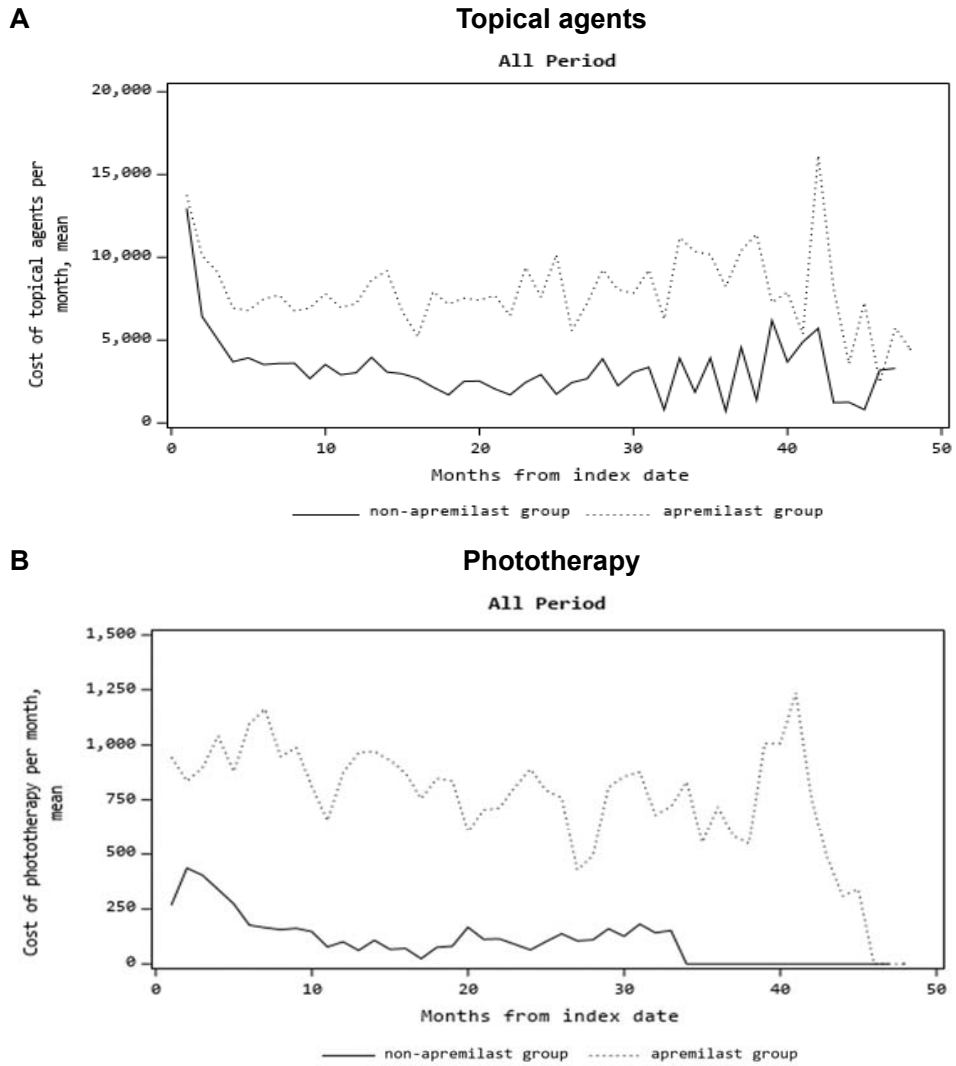 A
Topical agents
All Period
Cost of topical agents per
month, mean
20,000
15,000
10,000
5,000
0
0 10 20 30 40 50
Months from index date
non-apremilast group apremilast group
B
Phototherapy
All Period
Cost of phototherapy per month,
mean
1,500
1,250
1,000
750
500
250
0
0 10 20 30 40 50
Months from index date
non-apremilast group apremilast group